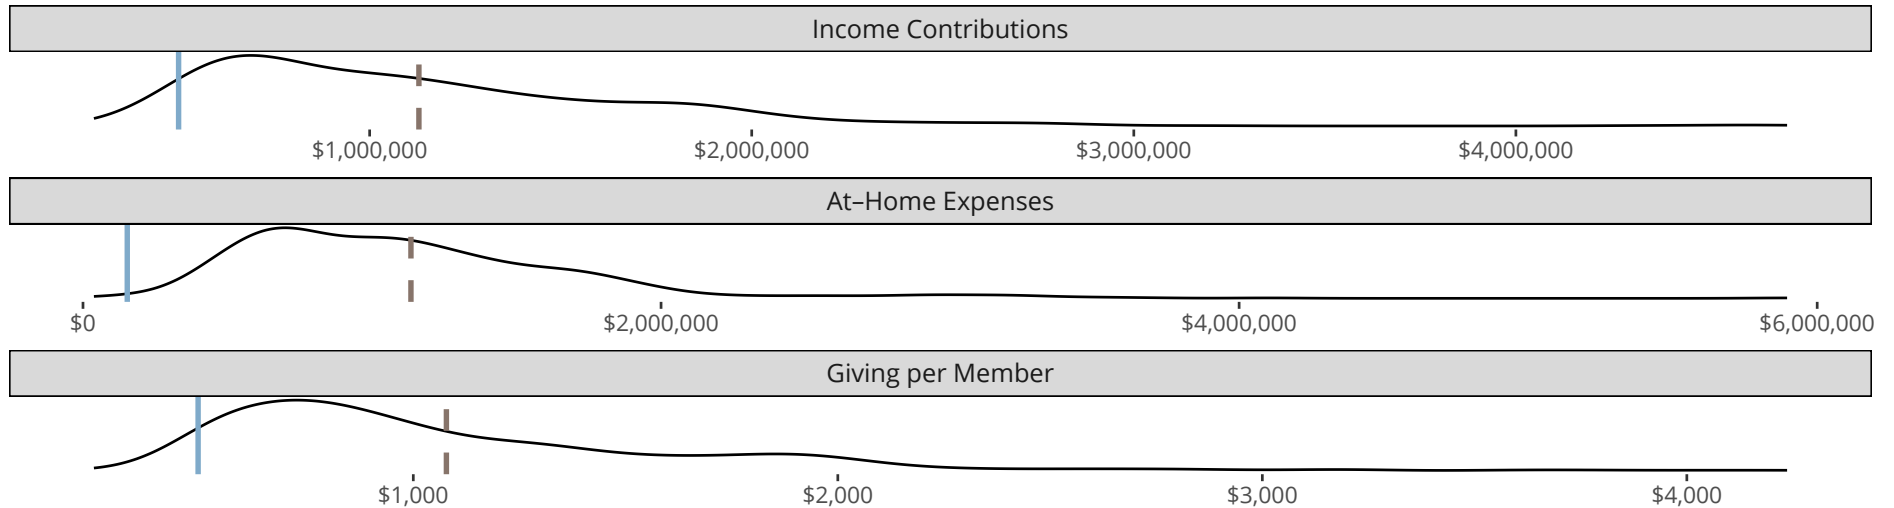 Income Contributions
$1,000,000 $2,000,000 $3,000,000 $4,000,000
At–Home Expenses
$0 $2,000,000 $4,000,000 $6,000,000
Giving per Member
$1,000 $2,000 $3,000 $4,000